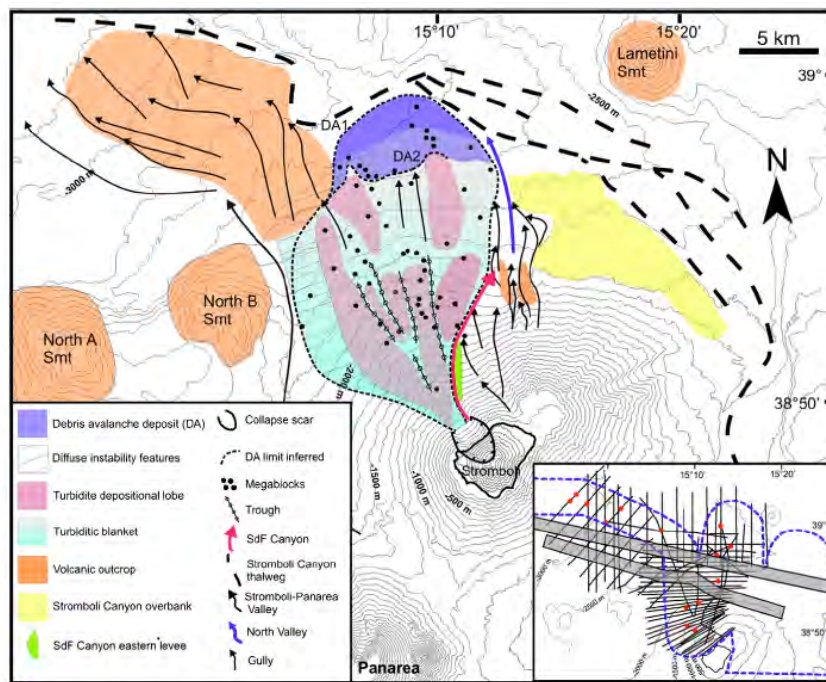 15°10'
15°20'
Lametini
Smt
5 km
39°
-2500 m
DA1
DA2
N
-3000 m
North B
Smt
North A
Smt
-2000 m
38°50'
Stromboli
-1500 m
-1000 m
-500 m
Debris avalanche deposit (DA)
Diffuse instability features
Turbidite depositional lobe
Turbiditic blanket
Volcanic outcrop
Stromboli Canyon overbank
SdF Canyon eastern levee
Collapse scar
DA limit inferred
Megablocks
Trough
SdF Canyon
Stromboli Canyon
thalweg
Stromboli-Panarea
Valley
North Valley
Gully
Panarea
15°10'
15°20'
39°
38°50'